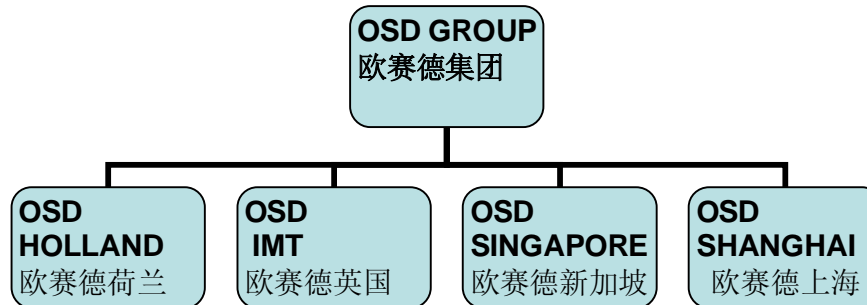 OSD GROUP
欧赛德集团
OSD
HOLLAND
欧赛德荷兰
OSD
IMT
欧赛德英国
OSD
SINGAPORE
欧赛德新加坡
OSD
SHANGHAI
欧赛德上海